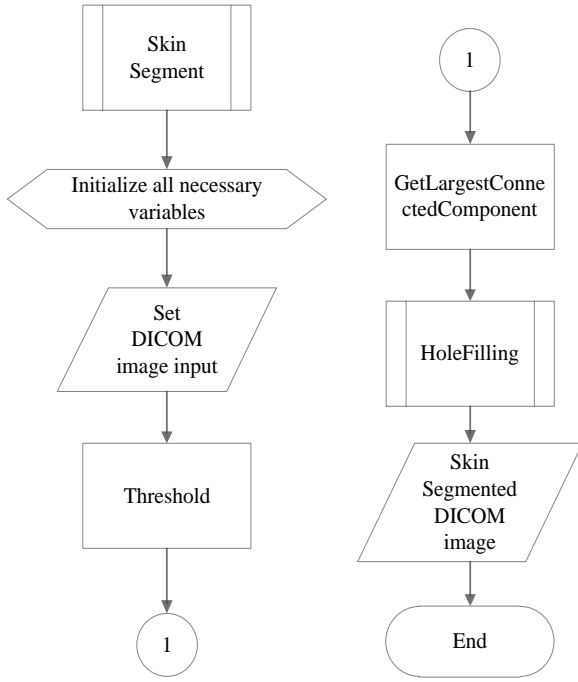 Skin
Segment
Initialize all necessary
variables
Set
DICOM
image input
Threshold
1
1
GetLargestConne
ctedComponent
HoleFilling
Skin
Segmented
DICOM
image
End